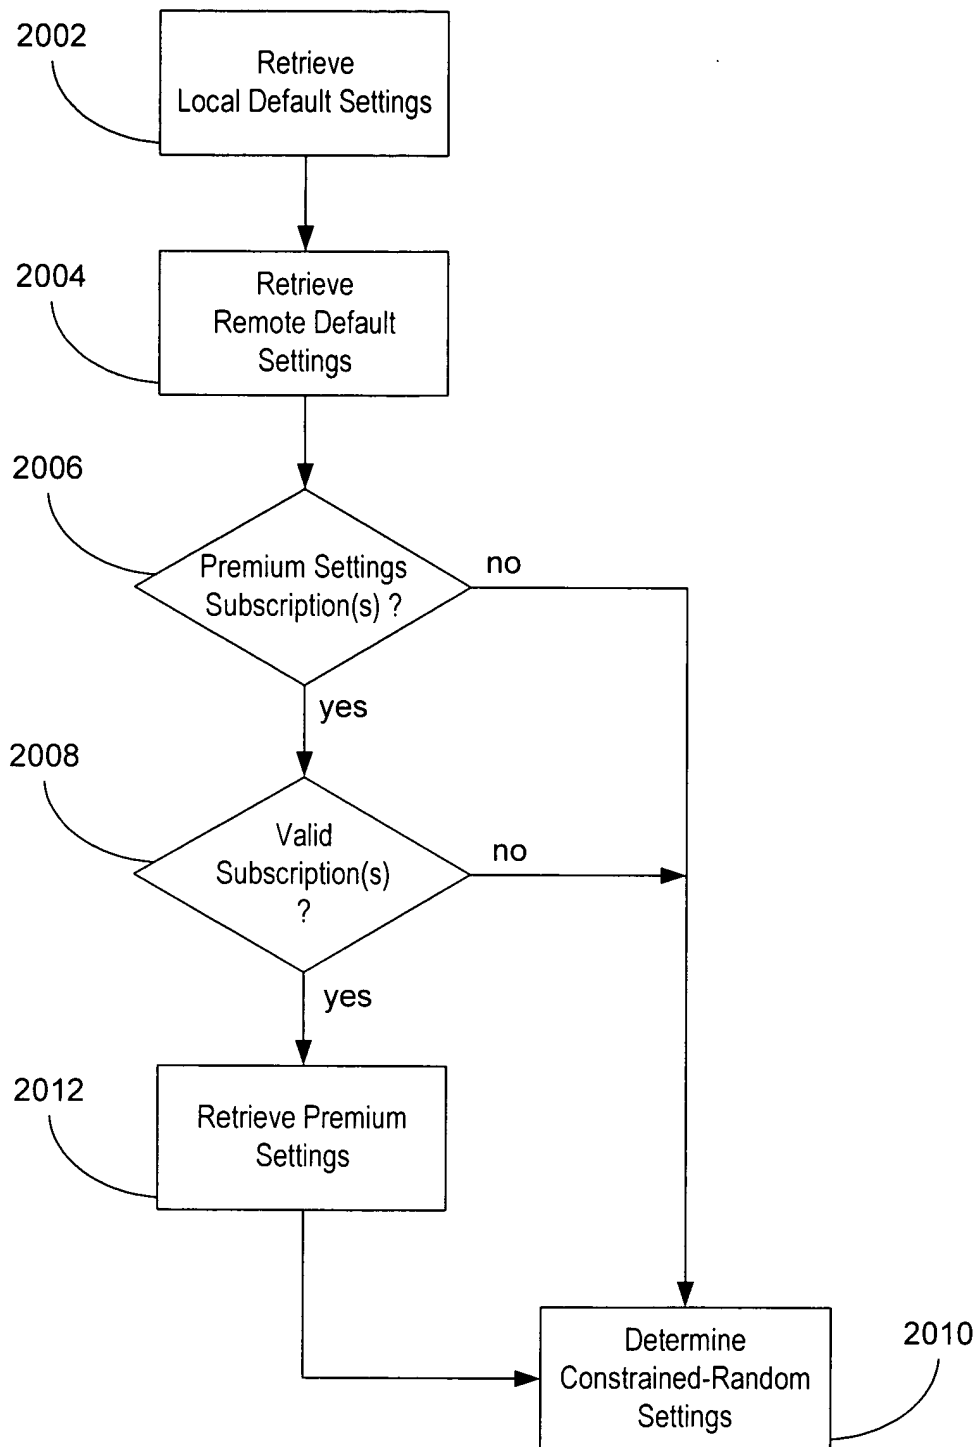 2002
Retrieve
Local Default Settings
2004
Retrieve
Remote Default
Settings
2006
Premium Settings
Subscription(s) ?
no
yes
2008
Valid
Subscription(s)
?
no
yes
2012
Retrieve Premium
Settings
Determine
Constrained-Random
Settings
2010